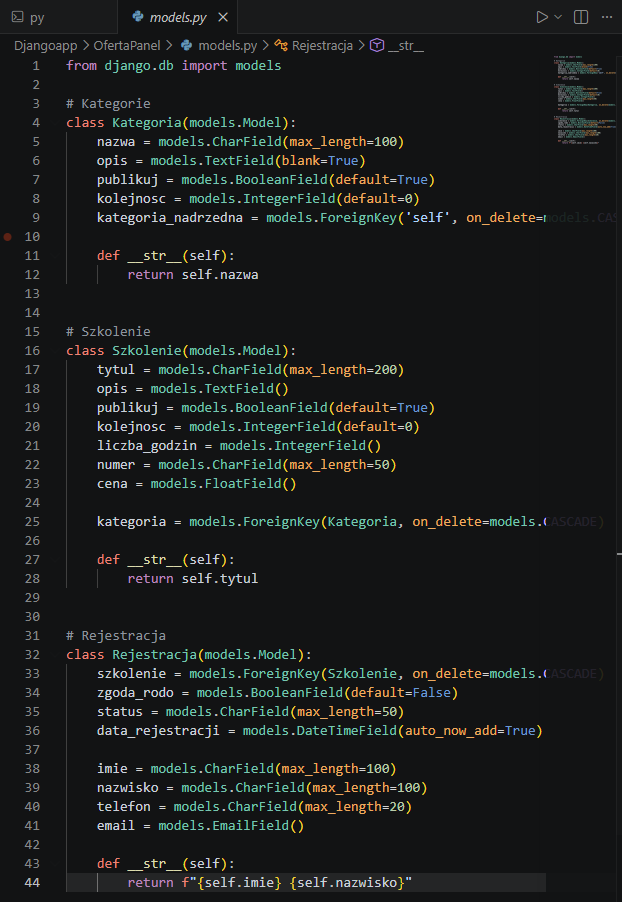 py
models.py
Djangoapp > OfertaPanel > models.py > Rejestracja > __str__
1 from django.db import models
2
3 # Kategorie
4 class Kategoria(models.Model):
5 nazwa = models.CharField(max_length=100)
6 opis = models.TextField(blank=True)
7 publikuj = models.BooleanField(default=True)
8 kolejnosc = models.IntegerField(default=0)
9 kategoria_nadrzedna = models.ForeignKey('self', on_delete=models.CAS
10
11 def __str__(self):
12 return self.nazwa
13
14
15 # Szkolenie
16 class Szkolenie(models.Model):
17 tytul = models.CharField(max_length=200)
18 opis = models.TextField()
19 publikuj = models.BooleanField(default=True)
20 kolejnosc = models.IntegerField(default=0)
21 liczba_godzin = models.IntegerField()
22 numer = models.CharField(max_length=50)
23 cena = models.FloatField()
24
25 kategoria = models.ForeignKey(Kategoria, on_delete=models.CASCADE)
26
27 def __str__(self):
28 return self.tytul
29
30
31 # Rejestracja
32 class Rejestracja(models.Model):
33 szkolenie = models.ForeignKey(Szkolenie, on_delete=models.CASCADE)
34 zgoda_rodo = models.BooleanField(default=False)
35 status = models.CharField(max_length=50)
36 data_rejestracji = models.DateTimeField(auto_now_add=True)
37
38 imie = models.CharField(max_length=100)
39 nazwisko = models.CharField(max_length=100)
40 telefon = models.CharField(max_length=20)
41 email = models.EmailField()
42
43 def __str__(self):
44 return f"{self.imie} {self.nazwisko}"